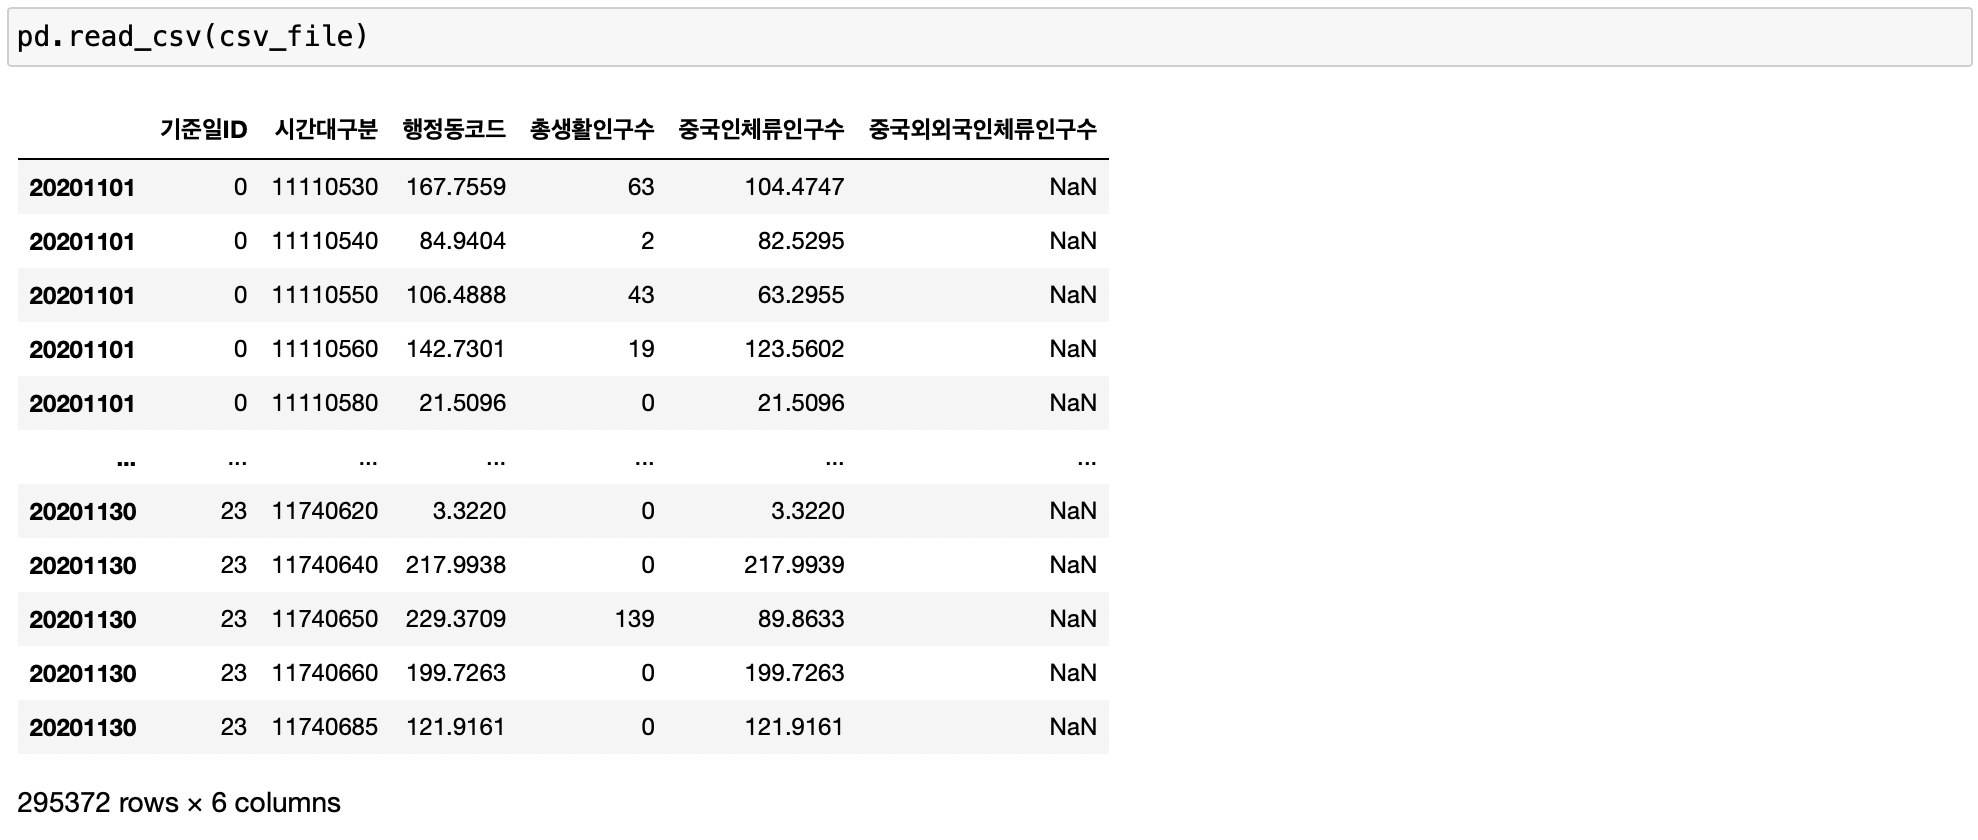 pd.read_csv(csv_file)
기준일ID 시간대구분 행정동코드 총생활인구수 중국인체류인구수 중국외외국인체류인구수
20201101 0 11110530 167.7559 63 104.4747 NaN
20201101 0 11110540 84.9404 2 82.5295 NaN
20201101 0 11110550 106.4888 43 63.2955 NaN
20201101 0 11110560 142.7301 19 123.5602 NaN
20201101 0 11110580 21.5096 0 21.5096 NaN
... ... ... ... ... ... ...
20201130 23 11740620 3.3220 0 3.3220 NaN
20201130 23 11740640 217.9938 0 217.9939 NaN
20201130 23 11740650 229.3709 139 89.8633 NaN
20201130 23 11740660 199.7263 0 199.7263 NaN
20201130 23 11740685 121.9161 0 121.9161 NaN
295372 rows × 6 columns